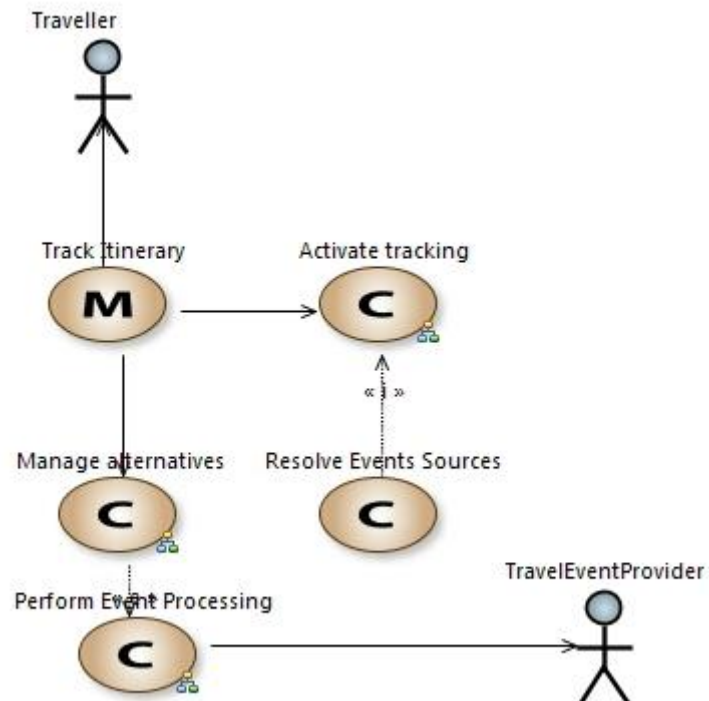 Traveller
Track Itinerary
Activate tracking
M
C
« I »
Manage alternatives
Resolve Events Sources
C
C
TravelEventProvider
Perform Event Processing
C